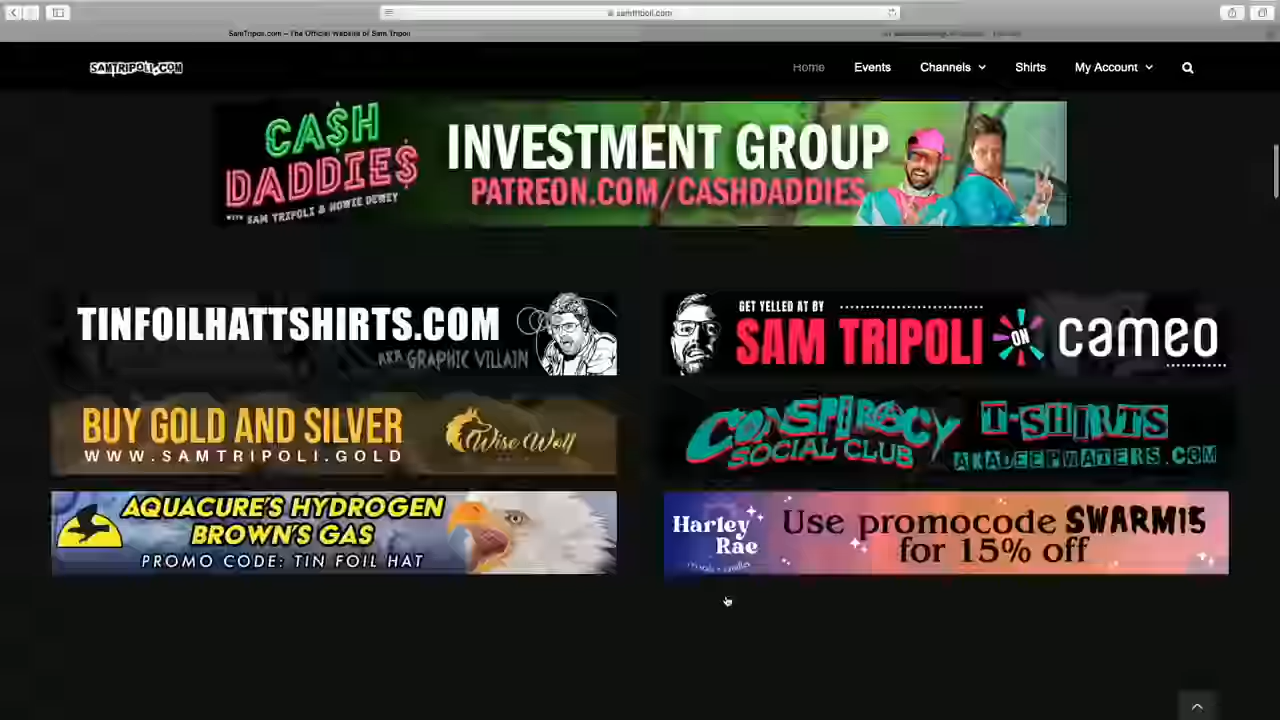 SamTripoli.com – The Official Website of Sam Tripoli
SAMTRIPOLI.COM
Home
Events
Channels
Shirts
My Account
CA$H
DADDIE$
WITH SAM TRIPOLI & HOWIE DEWEY
INVESTMENT GROUP
PATREON.COM/CASHDADDIES
TINFOILHATTSHIRTS.COM
AKA GRAPHIC VILLAIN
GET YELLED AT BY
SAM TRIPOLI
ON
cameo
BUY GOLD AND SILVER
WWW.SAMTRIPOLI.GOLD
Wise Wolf
CONSPIRACY
SOCIAL CLUB
T-SHIRTS
AKADEEPWATERS.COM
AQUACURE'S HYDROGEN
BROWN'S GAS
PROMO CODE: TIN FOIL HAT
Harley
Rae
Use promocode SWARM15
for 15% off